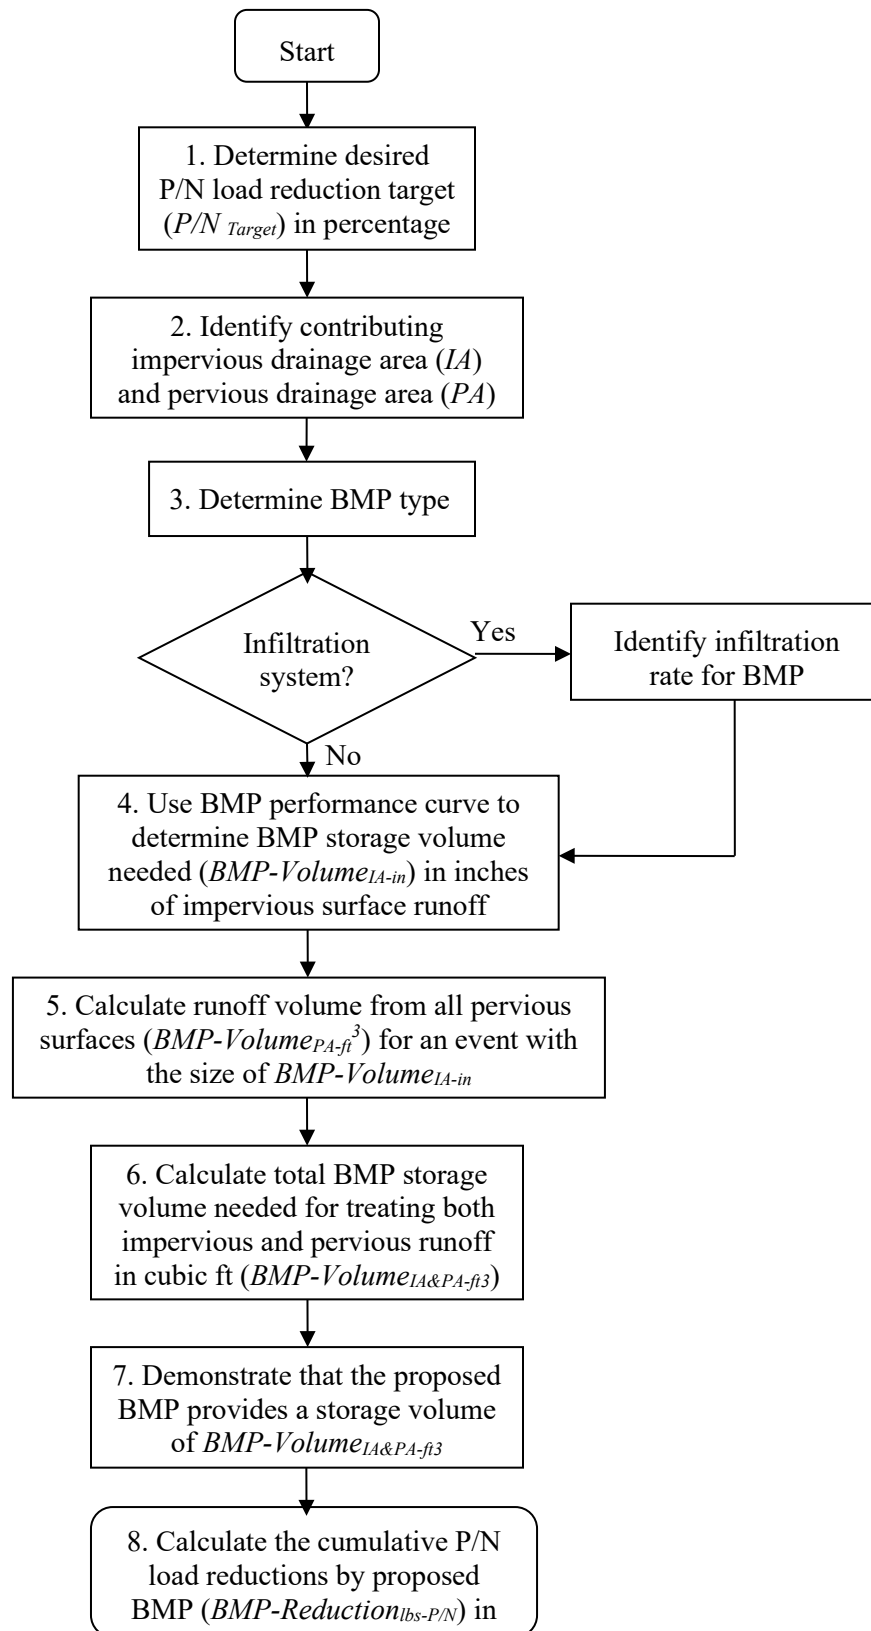 Start
1. Determine desired
P/N load reduction target
(P/N Target) in percentage
2. Identify contributing
impervious drainage area (IA)
and pervious drainage area (PA)
3. Determine BMP type
Infiltration
system?
Yes
Identify infiltration
rate for BMP
No
4. Use BMP performance curve to
determine BMP storage volume
needed (BMP-VolumeIA-in) in inches
of impervious surface runoff
5. Calculate runoff volume from all pervious
surfaces (BMP-VolumePA-ft³) for an event with
the size of BMP-VolumeIA-in
6. Calculate total BMP storage
volume needed for treating both
impervious and pervious runoff
in cubic ft (BMP-VolumeIA&PA-ft3)
7. Demonstrate that the proposed
BMP provides a storage volume
of BMP-VolumeIA&PA-ft3
8. Calculate the cumulative P/N
load reductions by proposed
BMP (BMP-Reductionlbs-P/N) in